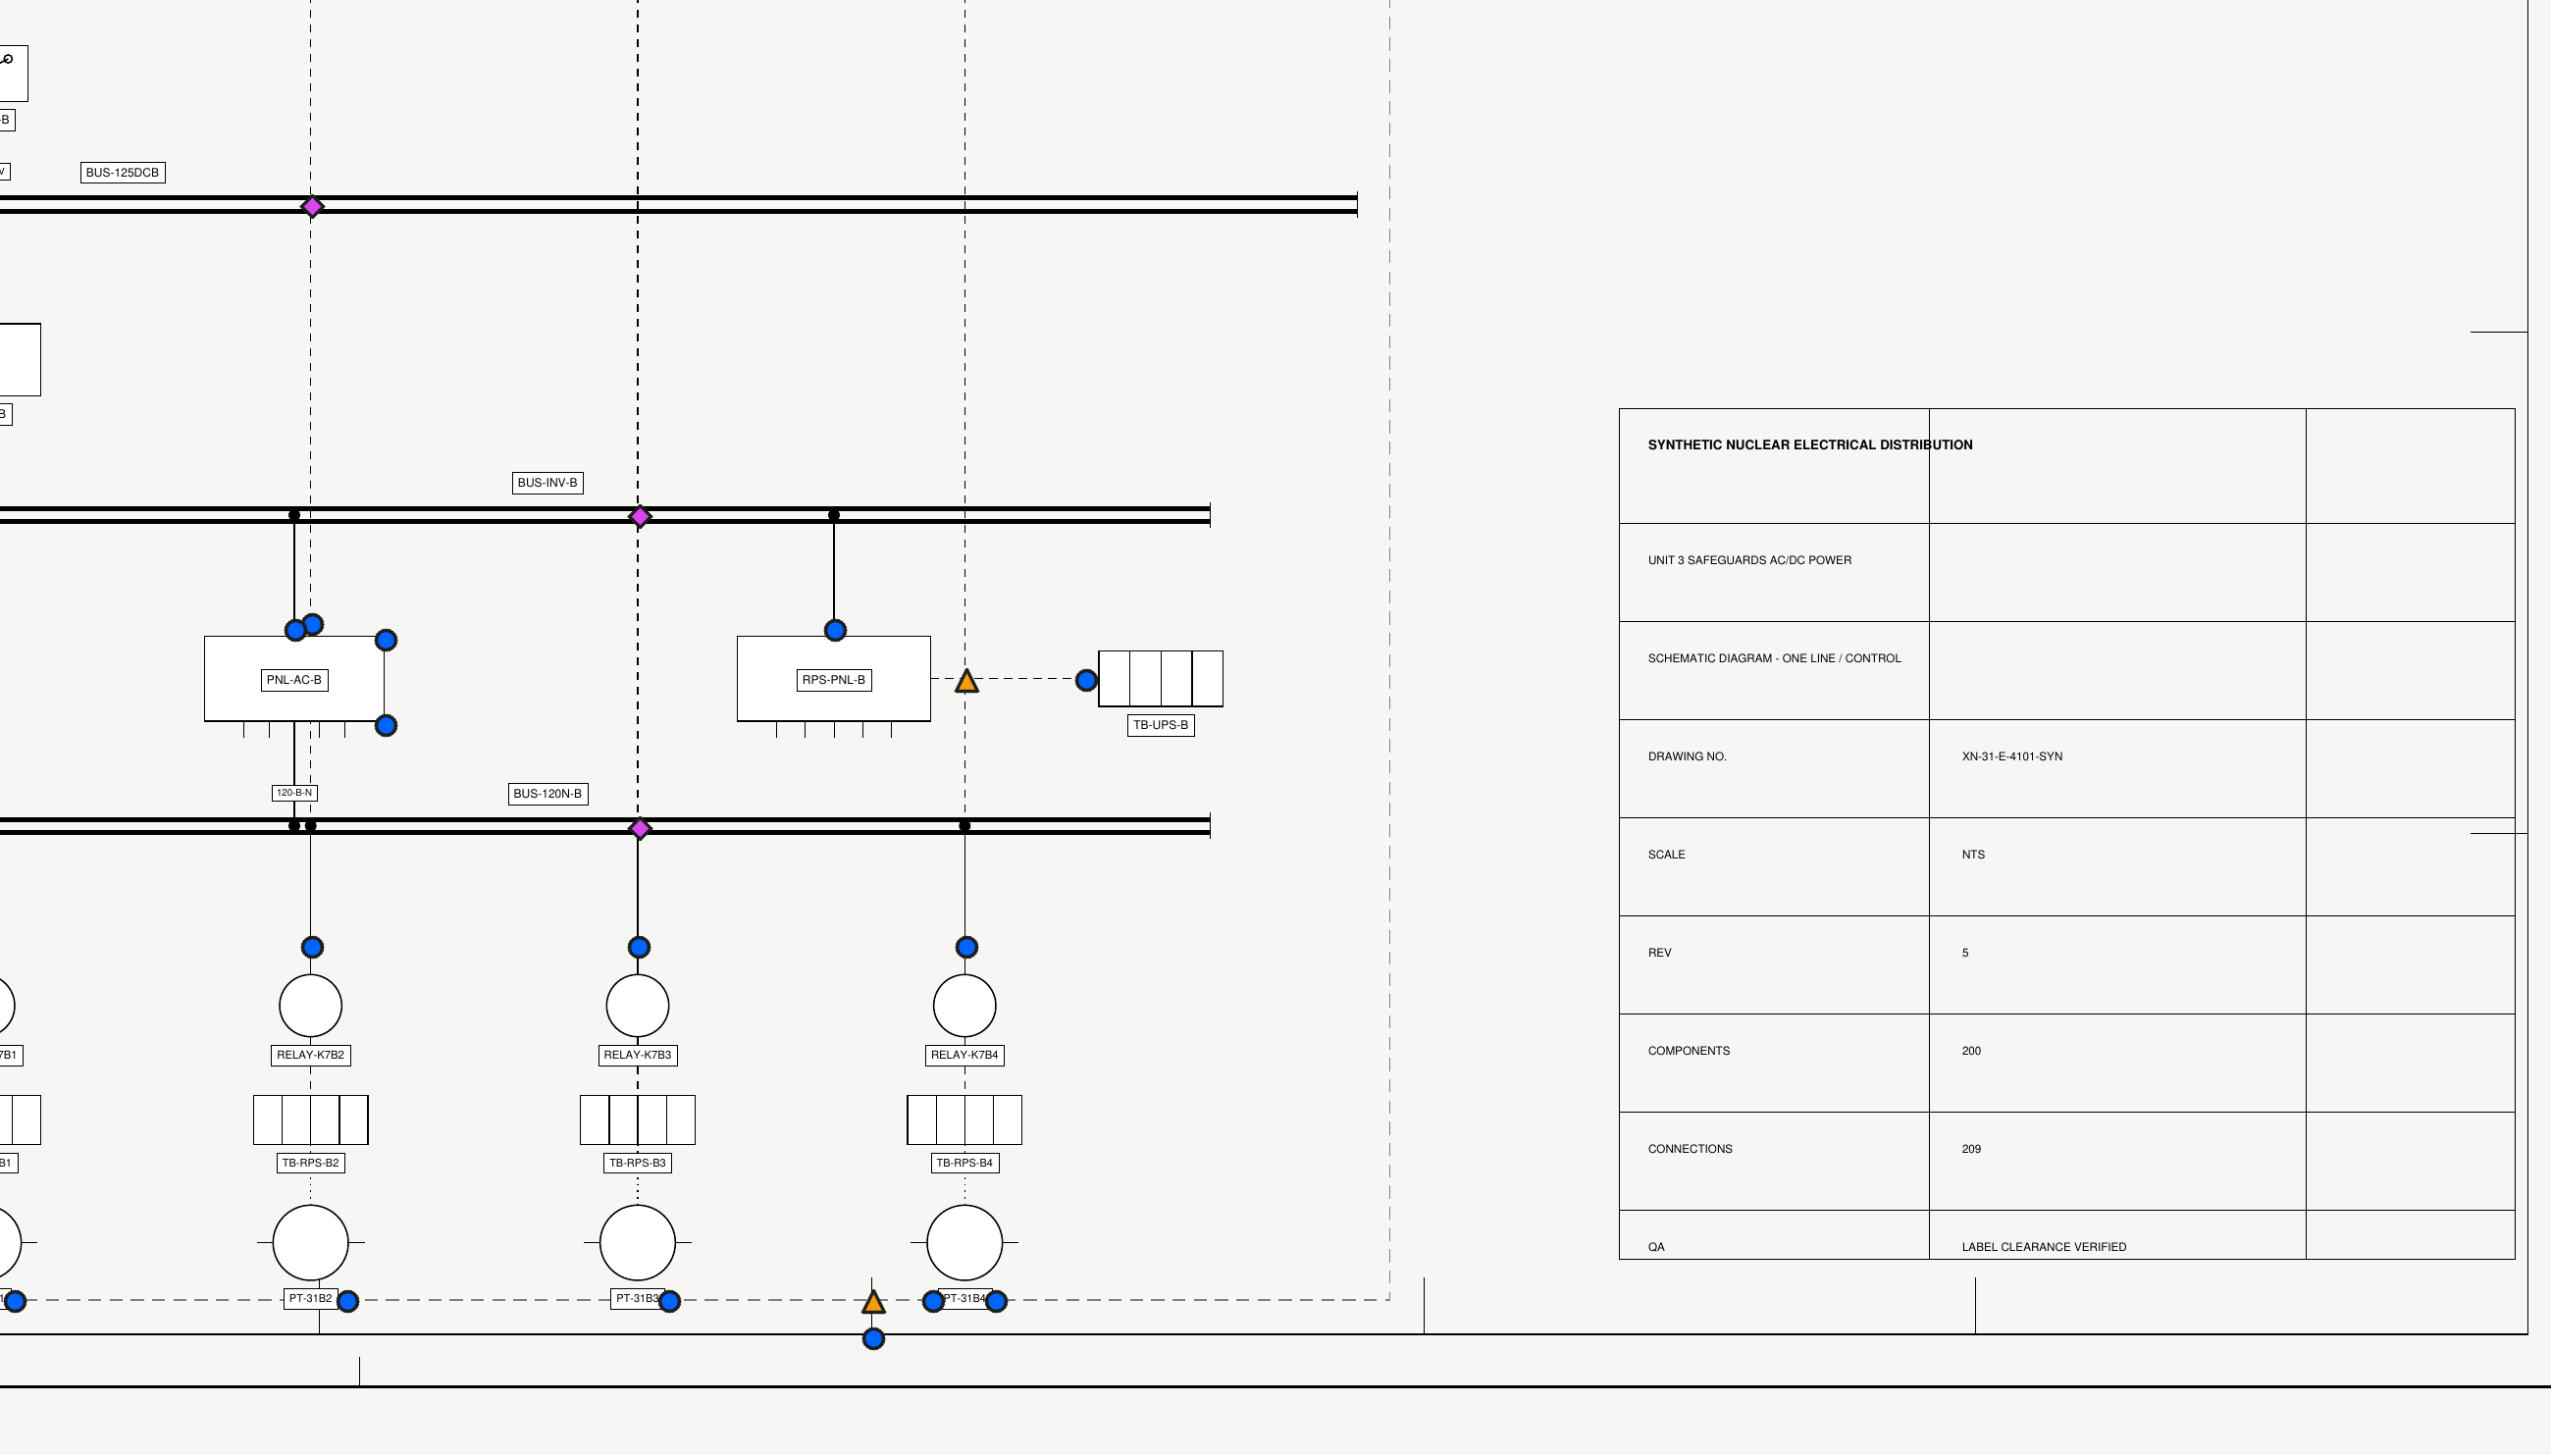 BUS-125DCB
BUS-INV-B
PNL-AC-B
RPS-PNL-B
TB-UPS-B
120-B-N
BUS-120N-B
RELAY-K7B2
RELAY-K7B3
RELAY-K7B4
TB-RPS-B2
TB-RPS-B3
TB-RPS-B4
PT-31B2
PT-31B3
PT-31B4
SYNTHETIC NUCLEAR ELECTRICAL DISTRIBUTION
UNIT 3 SAFEGUARDS AC/DC POWER
SCHEMATIC DIAGRAM - ONE LINE / CONTROL
DRAWING NO. XN-31-E-4101-SYN
SCALE NTS
REV 5
COMPONENTS 200
CONNECTIONS 209
QA LABEL CLEARANCE VERIFIED